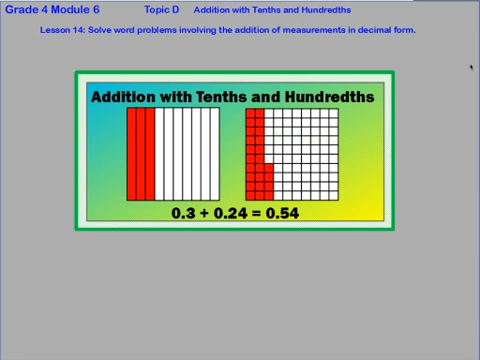 Grade 4 Module 6 Topic D Addition with Tenths and Hundredths
Lesson 14: Solve word problems involving the addition of measurements in decimal form.
Addition with Tenths and Hundredths
0.3 + 0.24 = 0.54